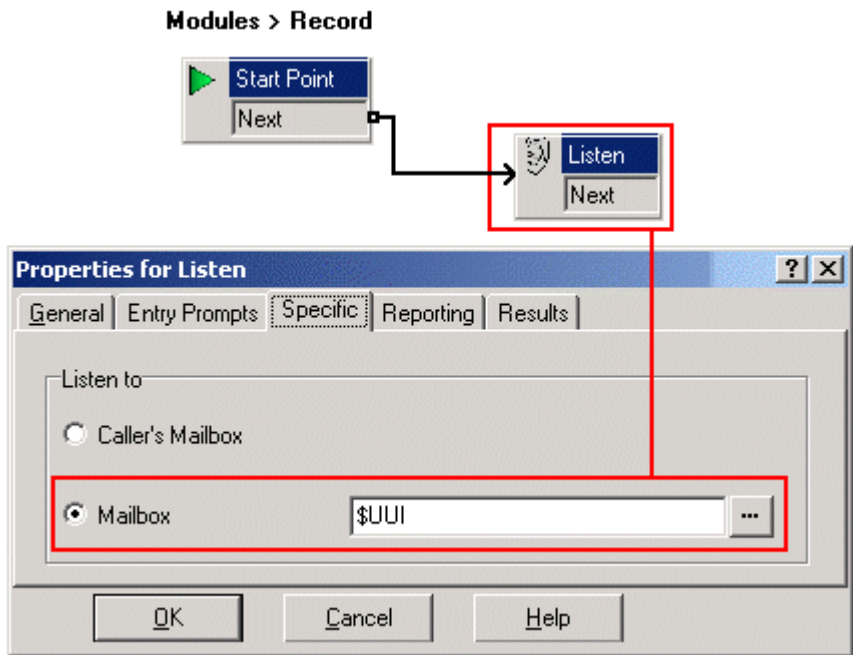 Modules > Record
Start Point
Next
Listen
Next
Properties for Listen
General Entry Prompts Specific Reporting Results
Listen to
Caller's Mailbox
Mailbox $UUI ...
OK Cancel Help